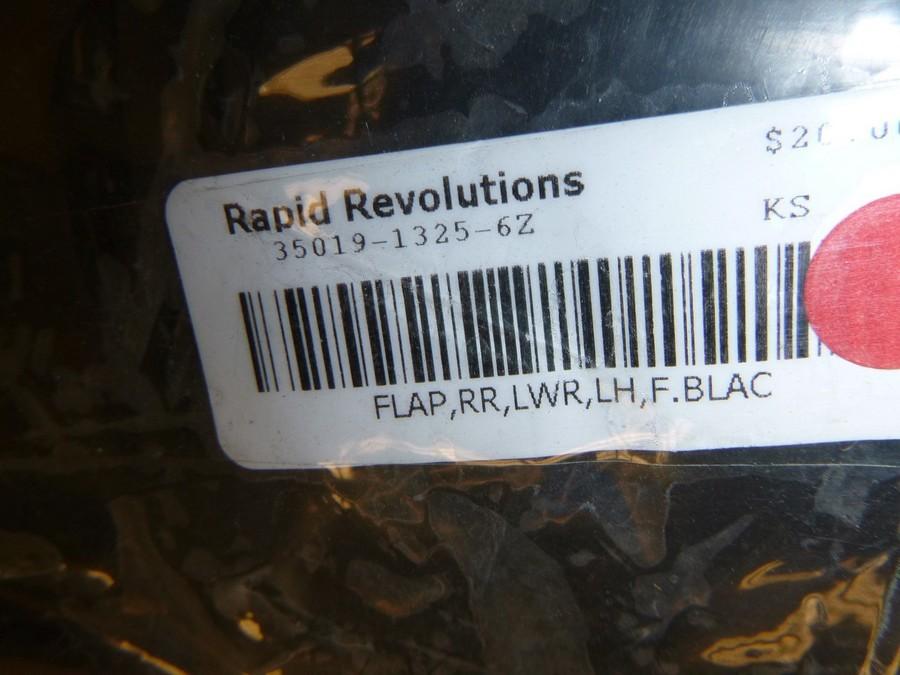 Rapid Revolutions
35019-1325-6Z
KS
FLAP,RR,LWR,LH,F.BLAC